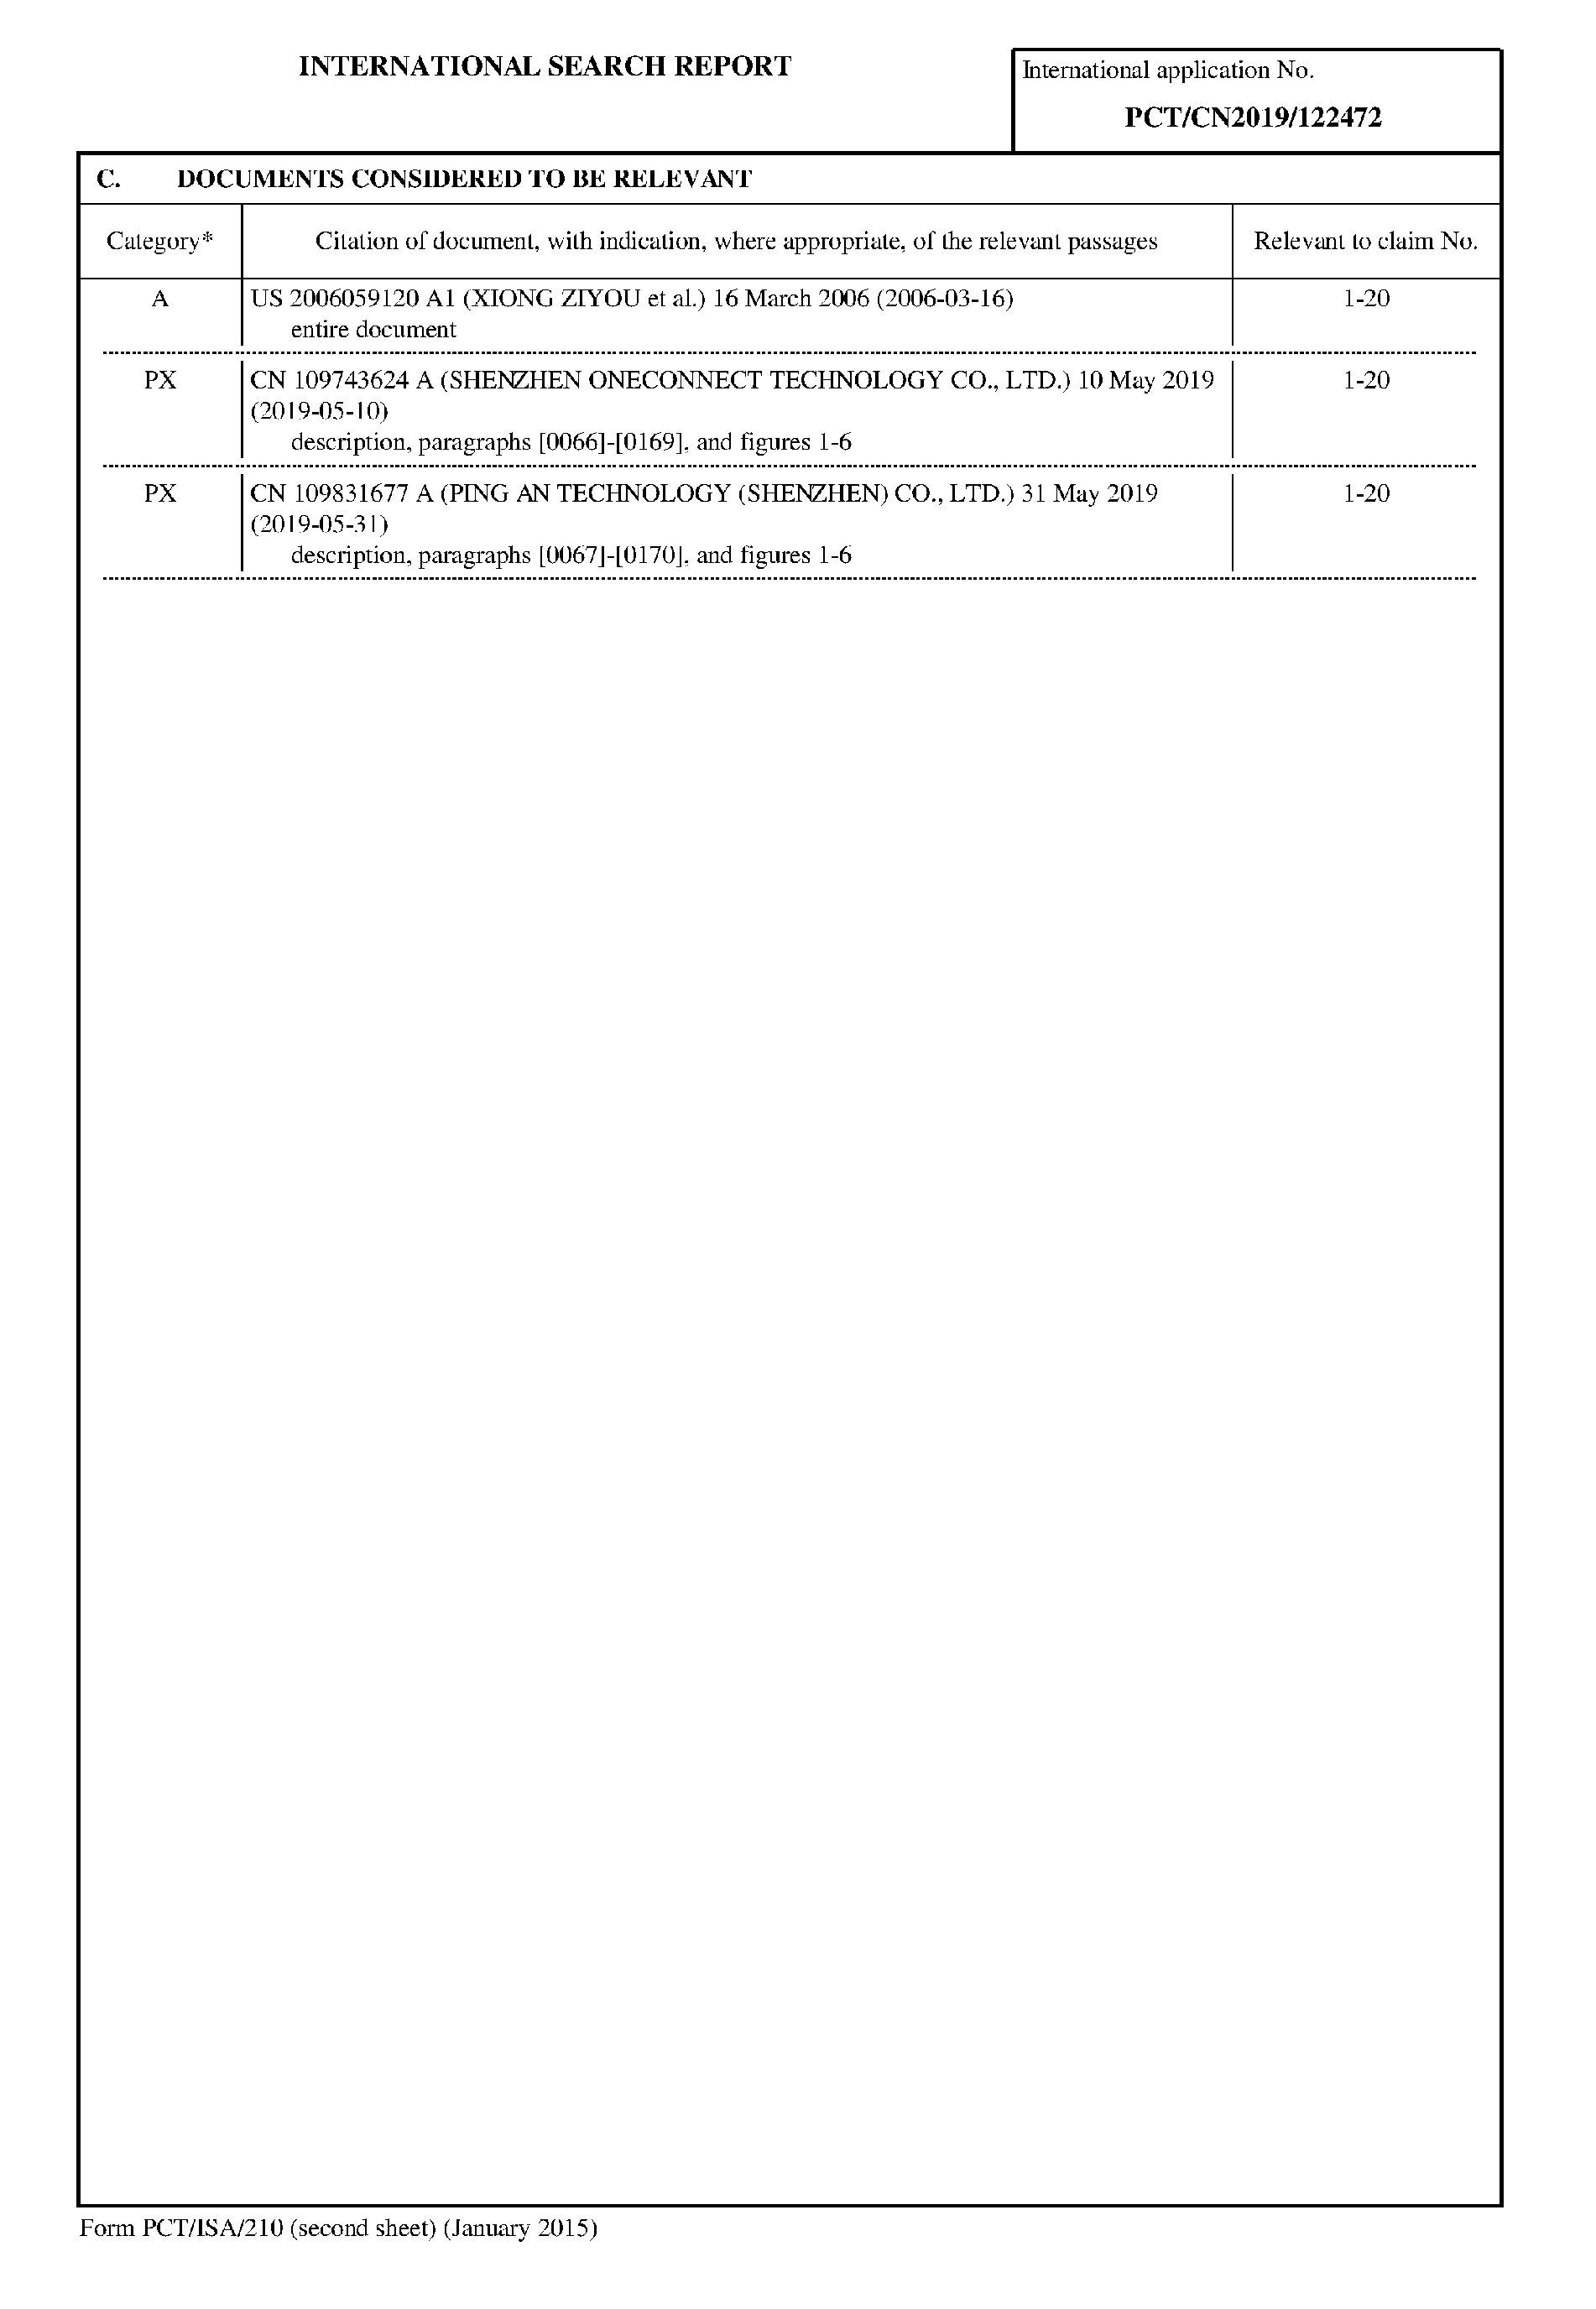 INTERNATIONAL SEARCH REPORT
International application No.
PCT/CN2019/122472
C. DOCUMENTS CONSIDERED TO BE RELEVANT
Category* Citation of document, with indication, where appropriate, of the relevant passages Relevant to claim No.
A US 2006059120 A1 (XIONG ZIYOU et al.) 16 March 2006 (2006-03-16) 1-20
entire document
PX CN 109743624 A (SHENZHEN ONECONNECT TECHNOLOGY CO., LTD.) 10 May 2019 1-20
(2019-05-10)
description, paragraphs [0066]-[0169], and figures 1-6
PX CN 109831677 A (PING AN TECHNOLOGY (SHENZHEN) CO., LTD.) 31 May 2019 1-20
(2019-05-31)
description, paragraphs [0067]-[0170], and figures 1-6
Form PCT/ISA/210 (second sheet) (January 2015)